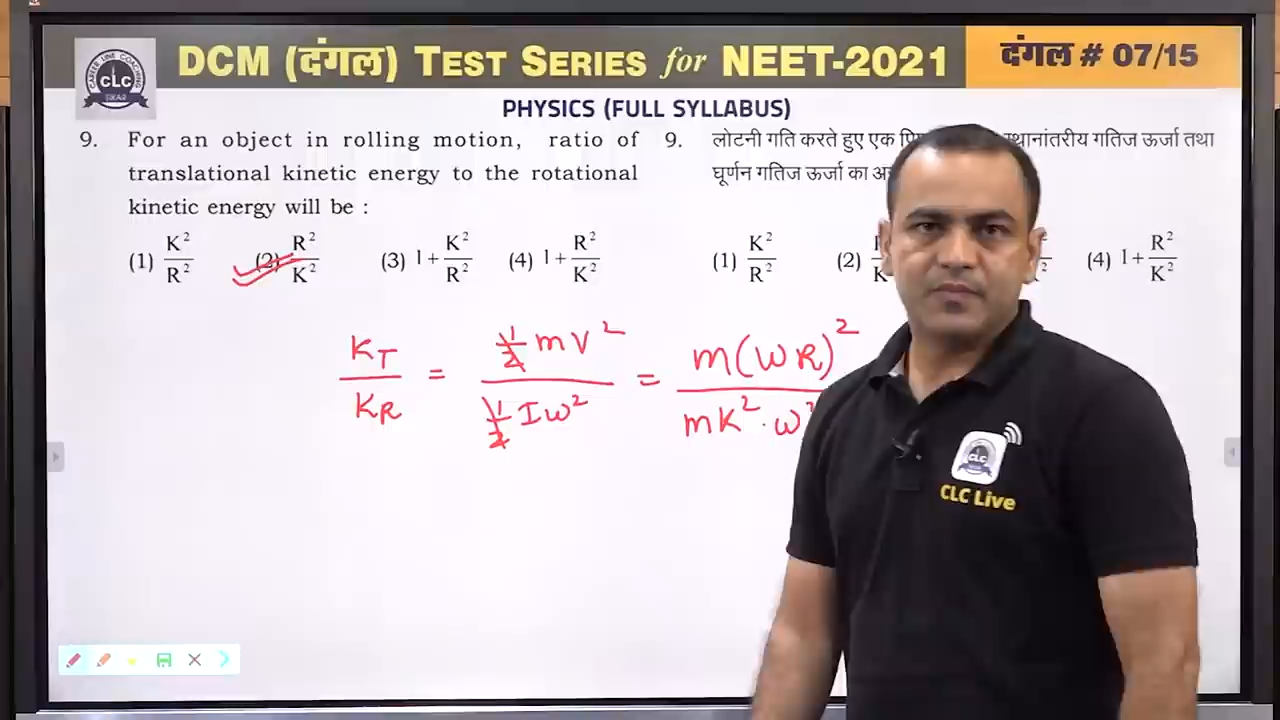 DCM (दंगल) TEST SERIES for NEET-2021
दंगल # 07/15
CLC
PHYSICS (FULL SYLLABUS)
9. For an object in rolling motion, ratio of
translational kinetic energy to the rotational
kinetic energy will be :
(1) K²/R² (2) R²/K² (3) 1+K²/R² (4) 1+R²/K²
9. लोटनी गति करते हुए एक स्थानांतरीय गतिज ऊर्जा तथा
घूर्णन गतिज ऊर्जा का
(1) K²/R² (2) (4) 1+R²/K²
K_T/K_R = ½mv²/½Iω² = m(ωR)²/mK²·ω²
CLC
CLC Live